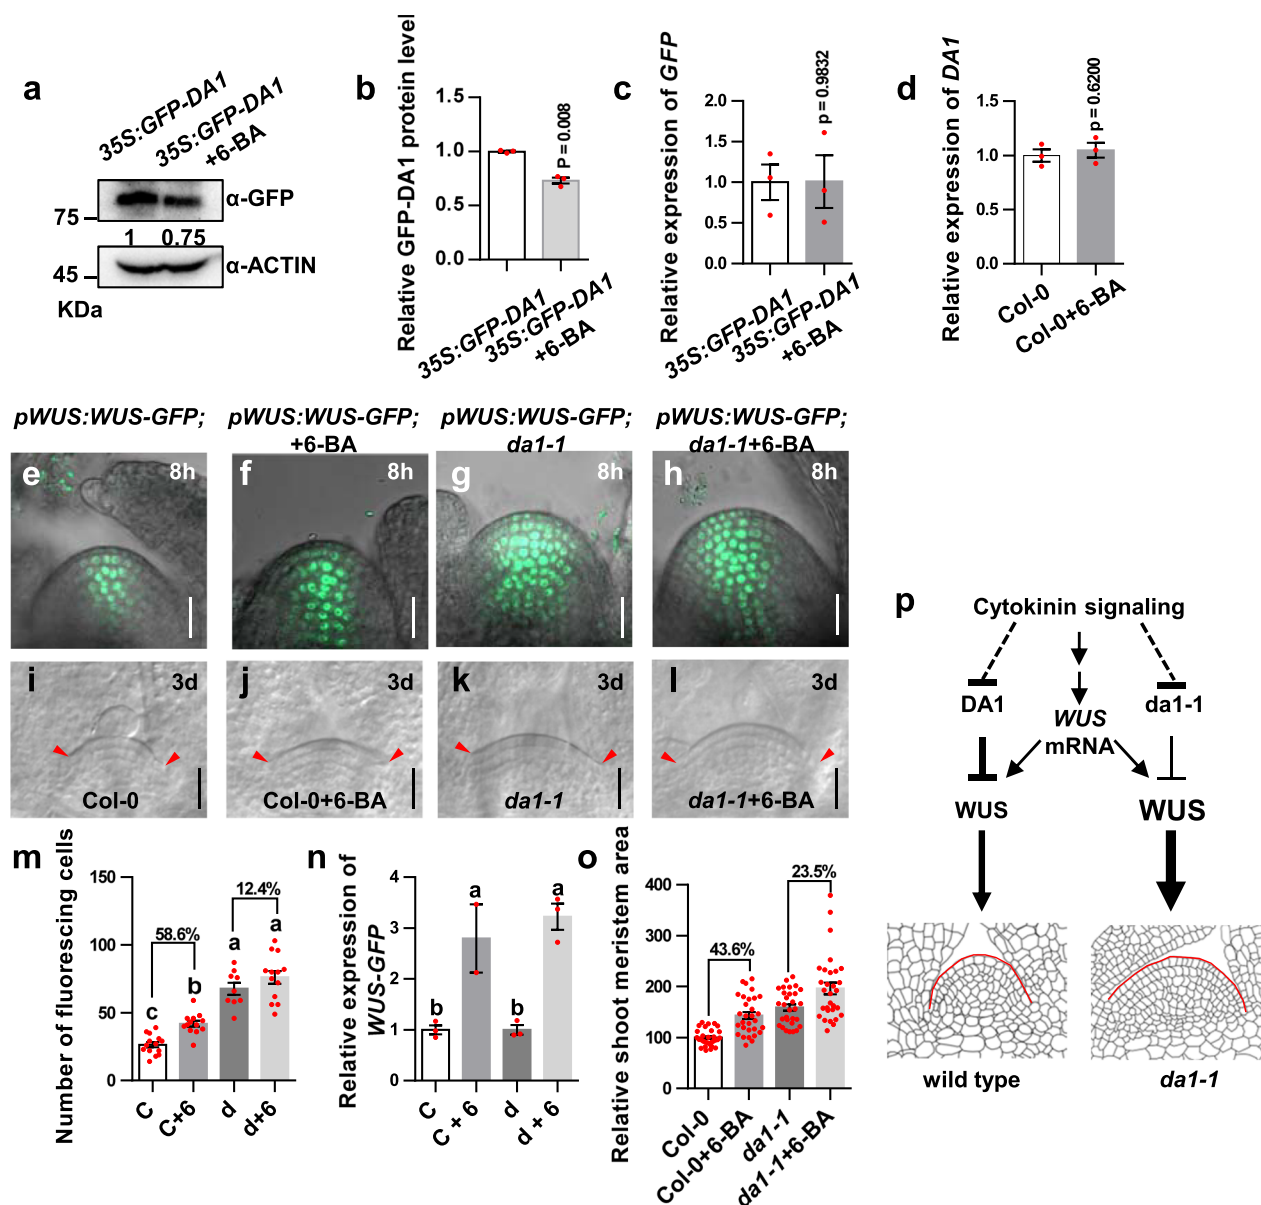 a
35S:GFP-DA1
35S:GFP-DA1
+6-BA
α-GFP
75
1 0.75
α-ACTIN
45
KDa
b
Relative GFP-DA1 protein level
1.5
1.0
0.5
0.0
P = 0.008
35S:GFP-DA1
35S:GFP-DA1
+6-BA
c
Relative expression of GFP
2.0
1.5
1.0
0.5
0.0
p = 0.9832
35S:GFP-DA1
35S:GFP-DA1
+6-BA
d
Relative expression of DA1
1.5
1.0
0.5
0.0
p = 0.6200
Col-0
Col-0+6-BA
pWUS:WUS-GFP;
pWUS:WUS-GFP;
+6-BA
pWUS:WUS-GFP;
da1-1
pWUS:WUS-GFP;
da1-1+6-BA
e 8h
f 8h
g 8h
h 8h
i 3d
Col-0
j 3d
Col-0+6-BA
k 3d
da1-1
l 3d
da1-1+6-BA
m
Number of fluorescing cells
150
100
50
0
58.6%
12.4%
c
b
a
a
C
C+6
d
d+6
n
Relative expression of
WUS-GFP
4
3
2
1
0
b
a
b
a
C
C+6
d
d+6
o
Relative shoot meristem area
400
300
200
100
0
43.6%
23.5%
Col-0
Col-0+6-BA
da1-1
da1-1+6-BA
p
Cytokinin signaling
DA1
WUS
mRNA
da1-1
WUS
WUS
wild type
da1-1